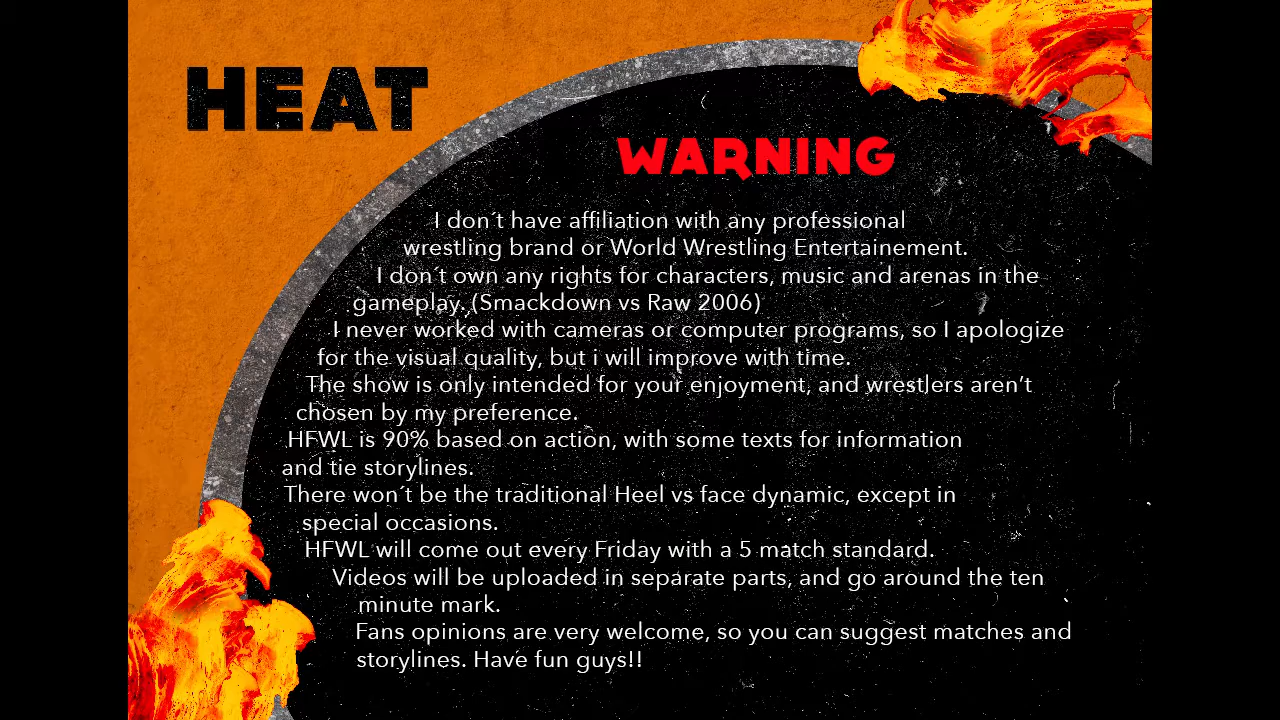 HEAT
WARNING
I don´t have affiliation with any professional
wrestling brand or World Wrestling Entertainement.
I don´t own any rights for characters, music and arenas in the
gameplay. (Smackdown vs Raw 2006)
I never worked with cameras or computer programs, so I apologize
for the visual quality, but i will improve with time.
The show is only intended for your enjoyment, and wrestlers aren’t
chosen by my preference.
HFWL is 90% based on action, with some texts for information
and tie storylines.
There won´t be the traditional Heel vs face dynamic, except in
special occasions.
HFWL will come out every Friday with a 5 match standard.
Videos will be uploaded in separate parts, and go around the ten
minute mark.
Fans opinions are very welcome, so you can suggest matches and
storylines. Have fun guys!!